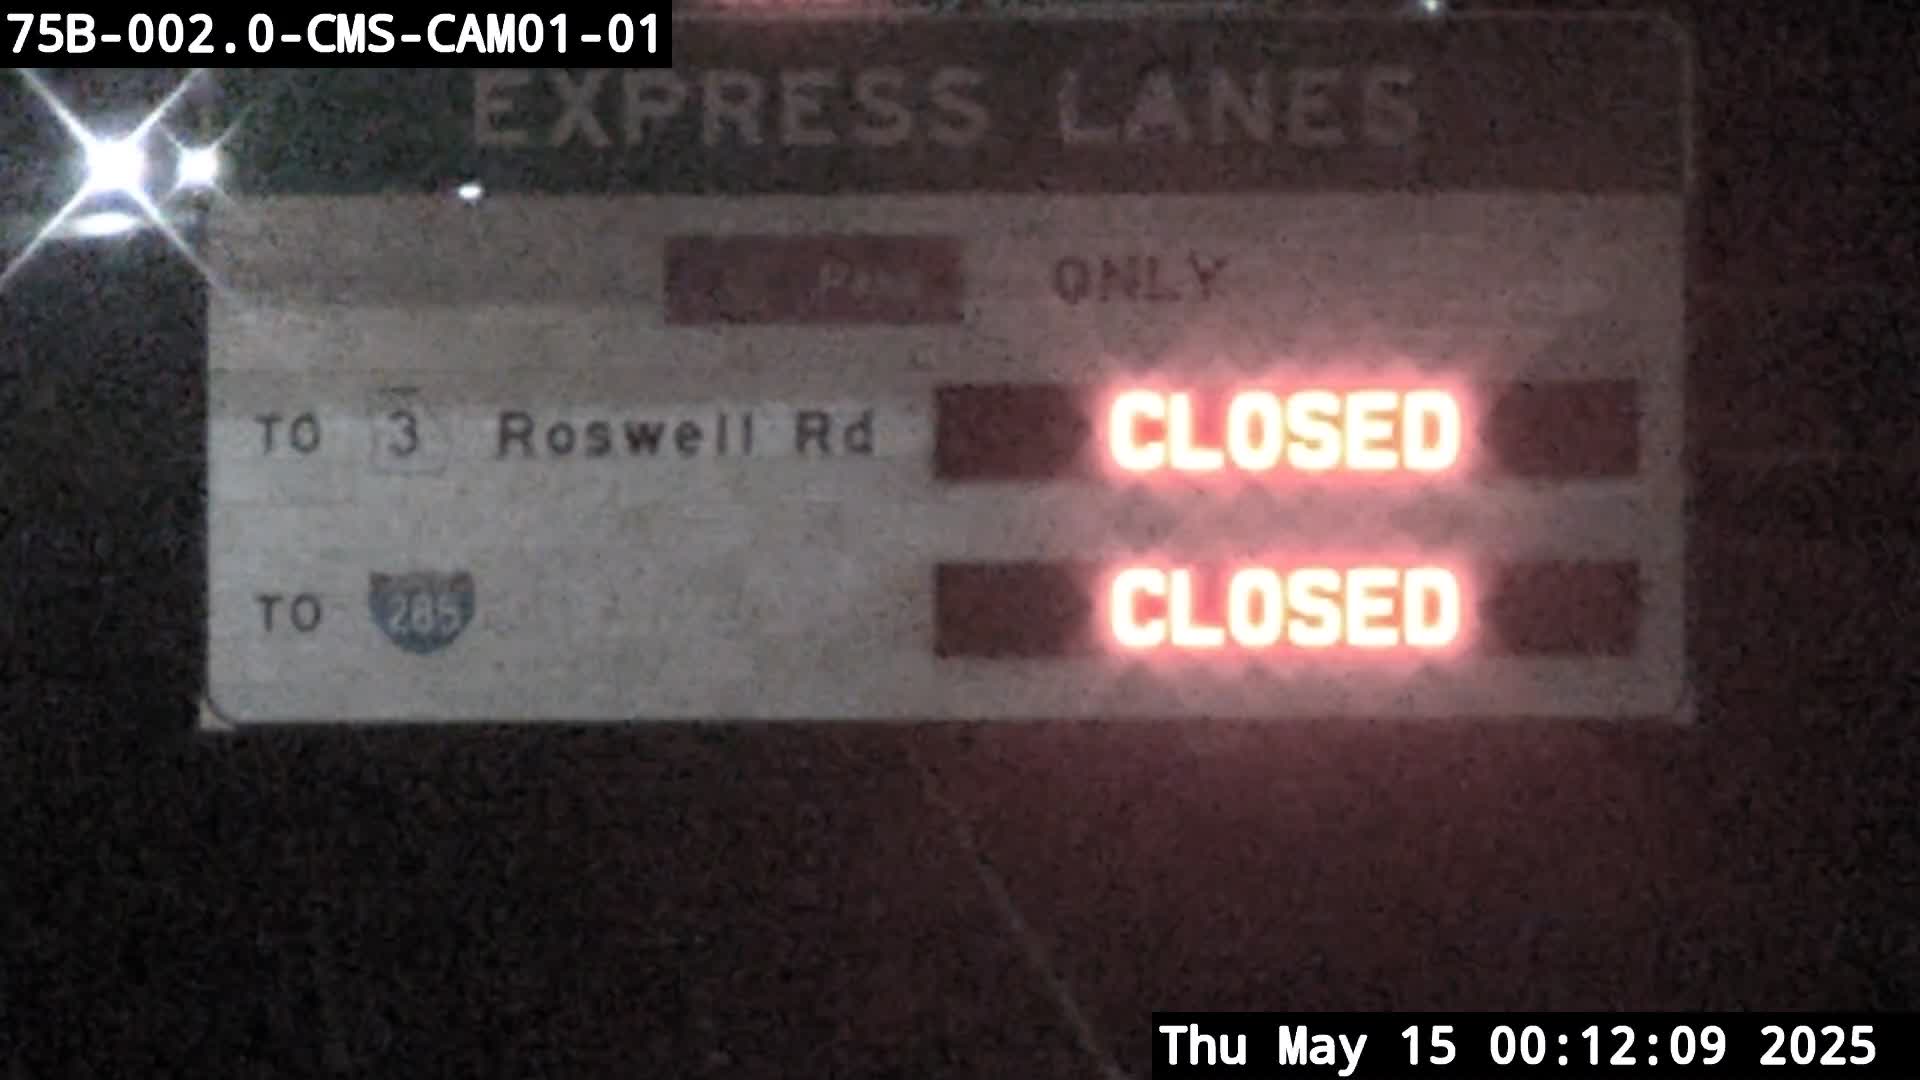 75B-002.0-CMS-CAM01-01
EXPRESS LANES
ONLY
TO 3 Roswell Rd CLOSED
TO 285 CLOSED
Thu May 15 00:12:09 2025